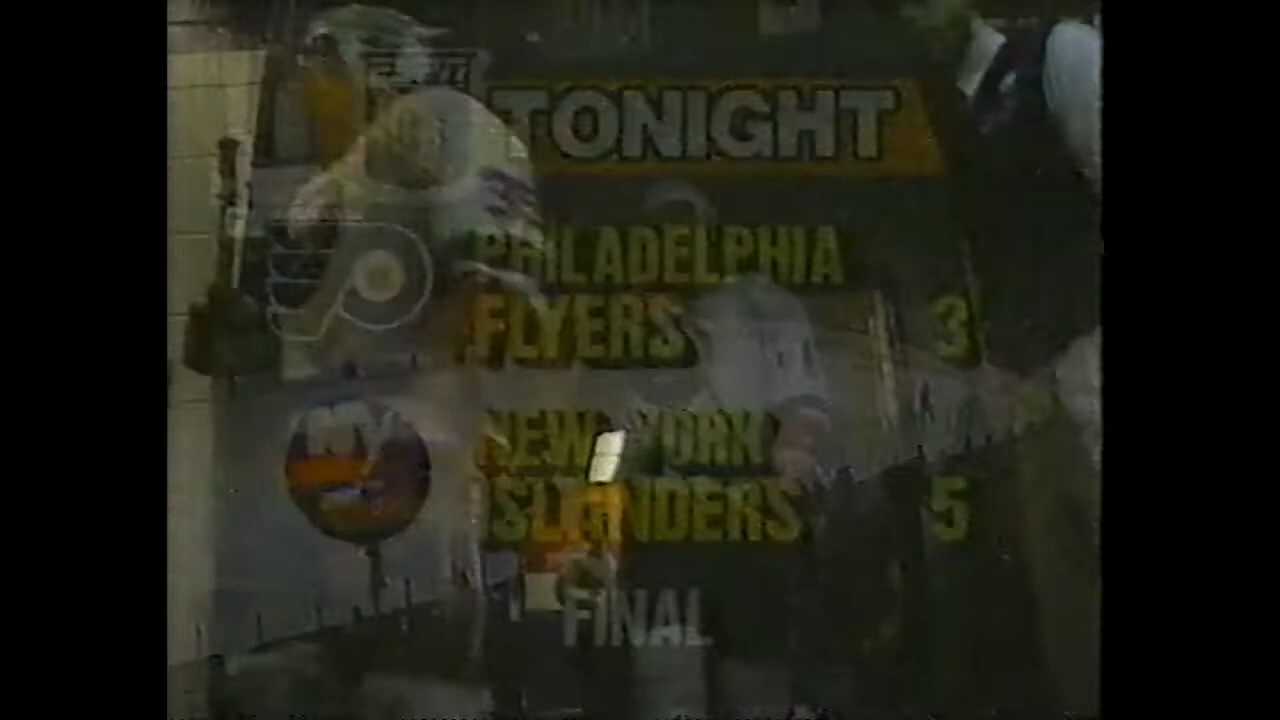 TONIGHT
PHILADELPHIA
FLYERS 3
NEW YORK
ISLANDERS 5
FINAL